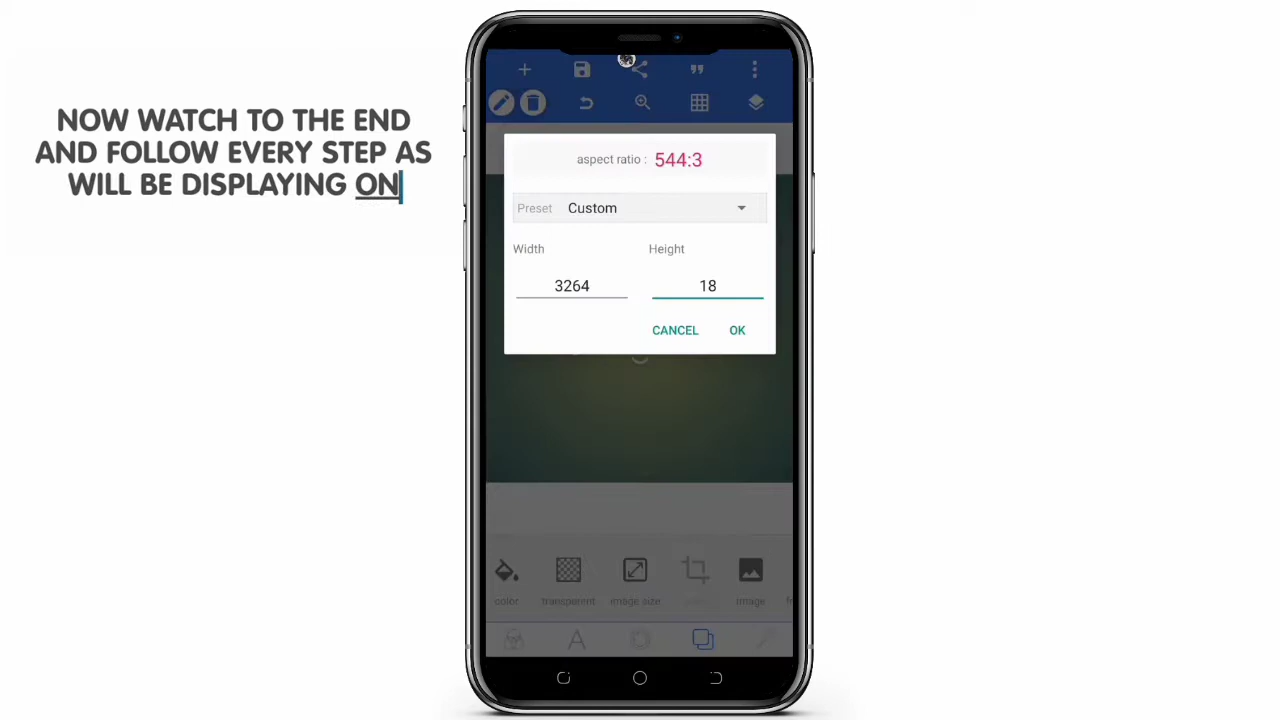 NOW WATCH TO THE END
AND FOLLOW EVERY STEP AS
WILL BE DISPLAYING ON
aspect ratio : 544:3
Preset Custom
Width Height
3264 18
CANCEL OK
color transparent image size image